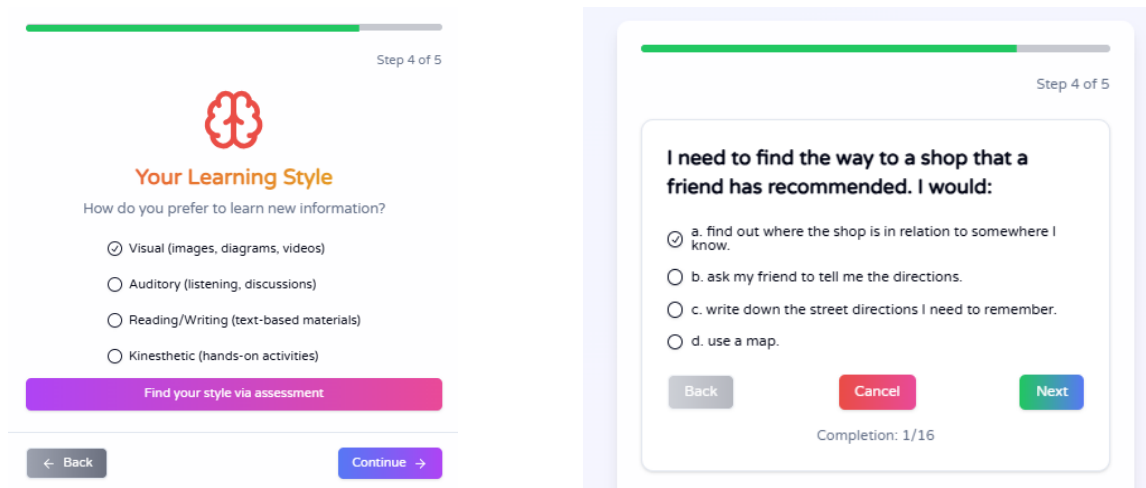 Step 4 of 5
Your Learning Style
How do you prefer to learn new information?
Visual (images, diagrams, videos)
Auditory (listening, discussions)
Reading/Writing (text-based materials)
Kinesthetic (hands-on activities)
Find your style via assessment
← Back
Continue →
Step 4 of 5
I need to find the way to a shop that a
friend has recommended. I would:
a. find out where the shop is in relation to somewhere I
know.
b. ask my friend to tell me the directions.
c. write down the street directions I need to remember.
d. use a map.
Back
Cancel
Next
Completion: 1/16